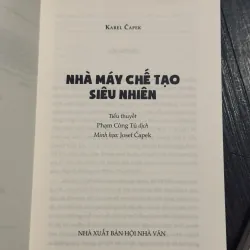 KAREL ČAPEK
NHÀ MÁY CHẾ TẠO
SIÊU NHIÊN
Tiểu thuyết
Phạm Công Tú dịch
Minh họa: Josef Čapek
NHÀ XUẤT BẢN HỘI NHÀ VĂN